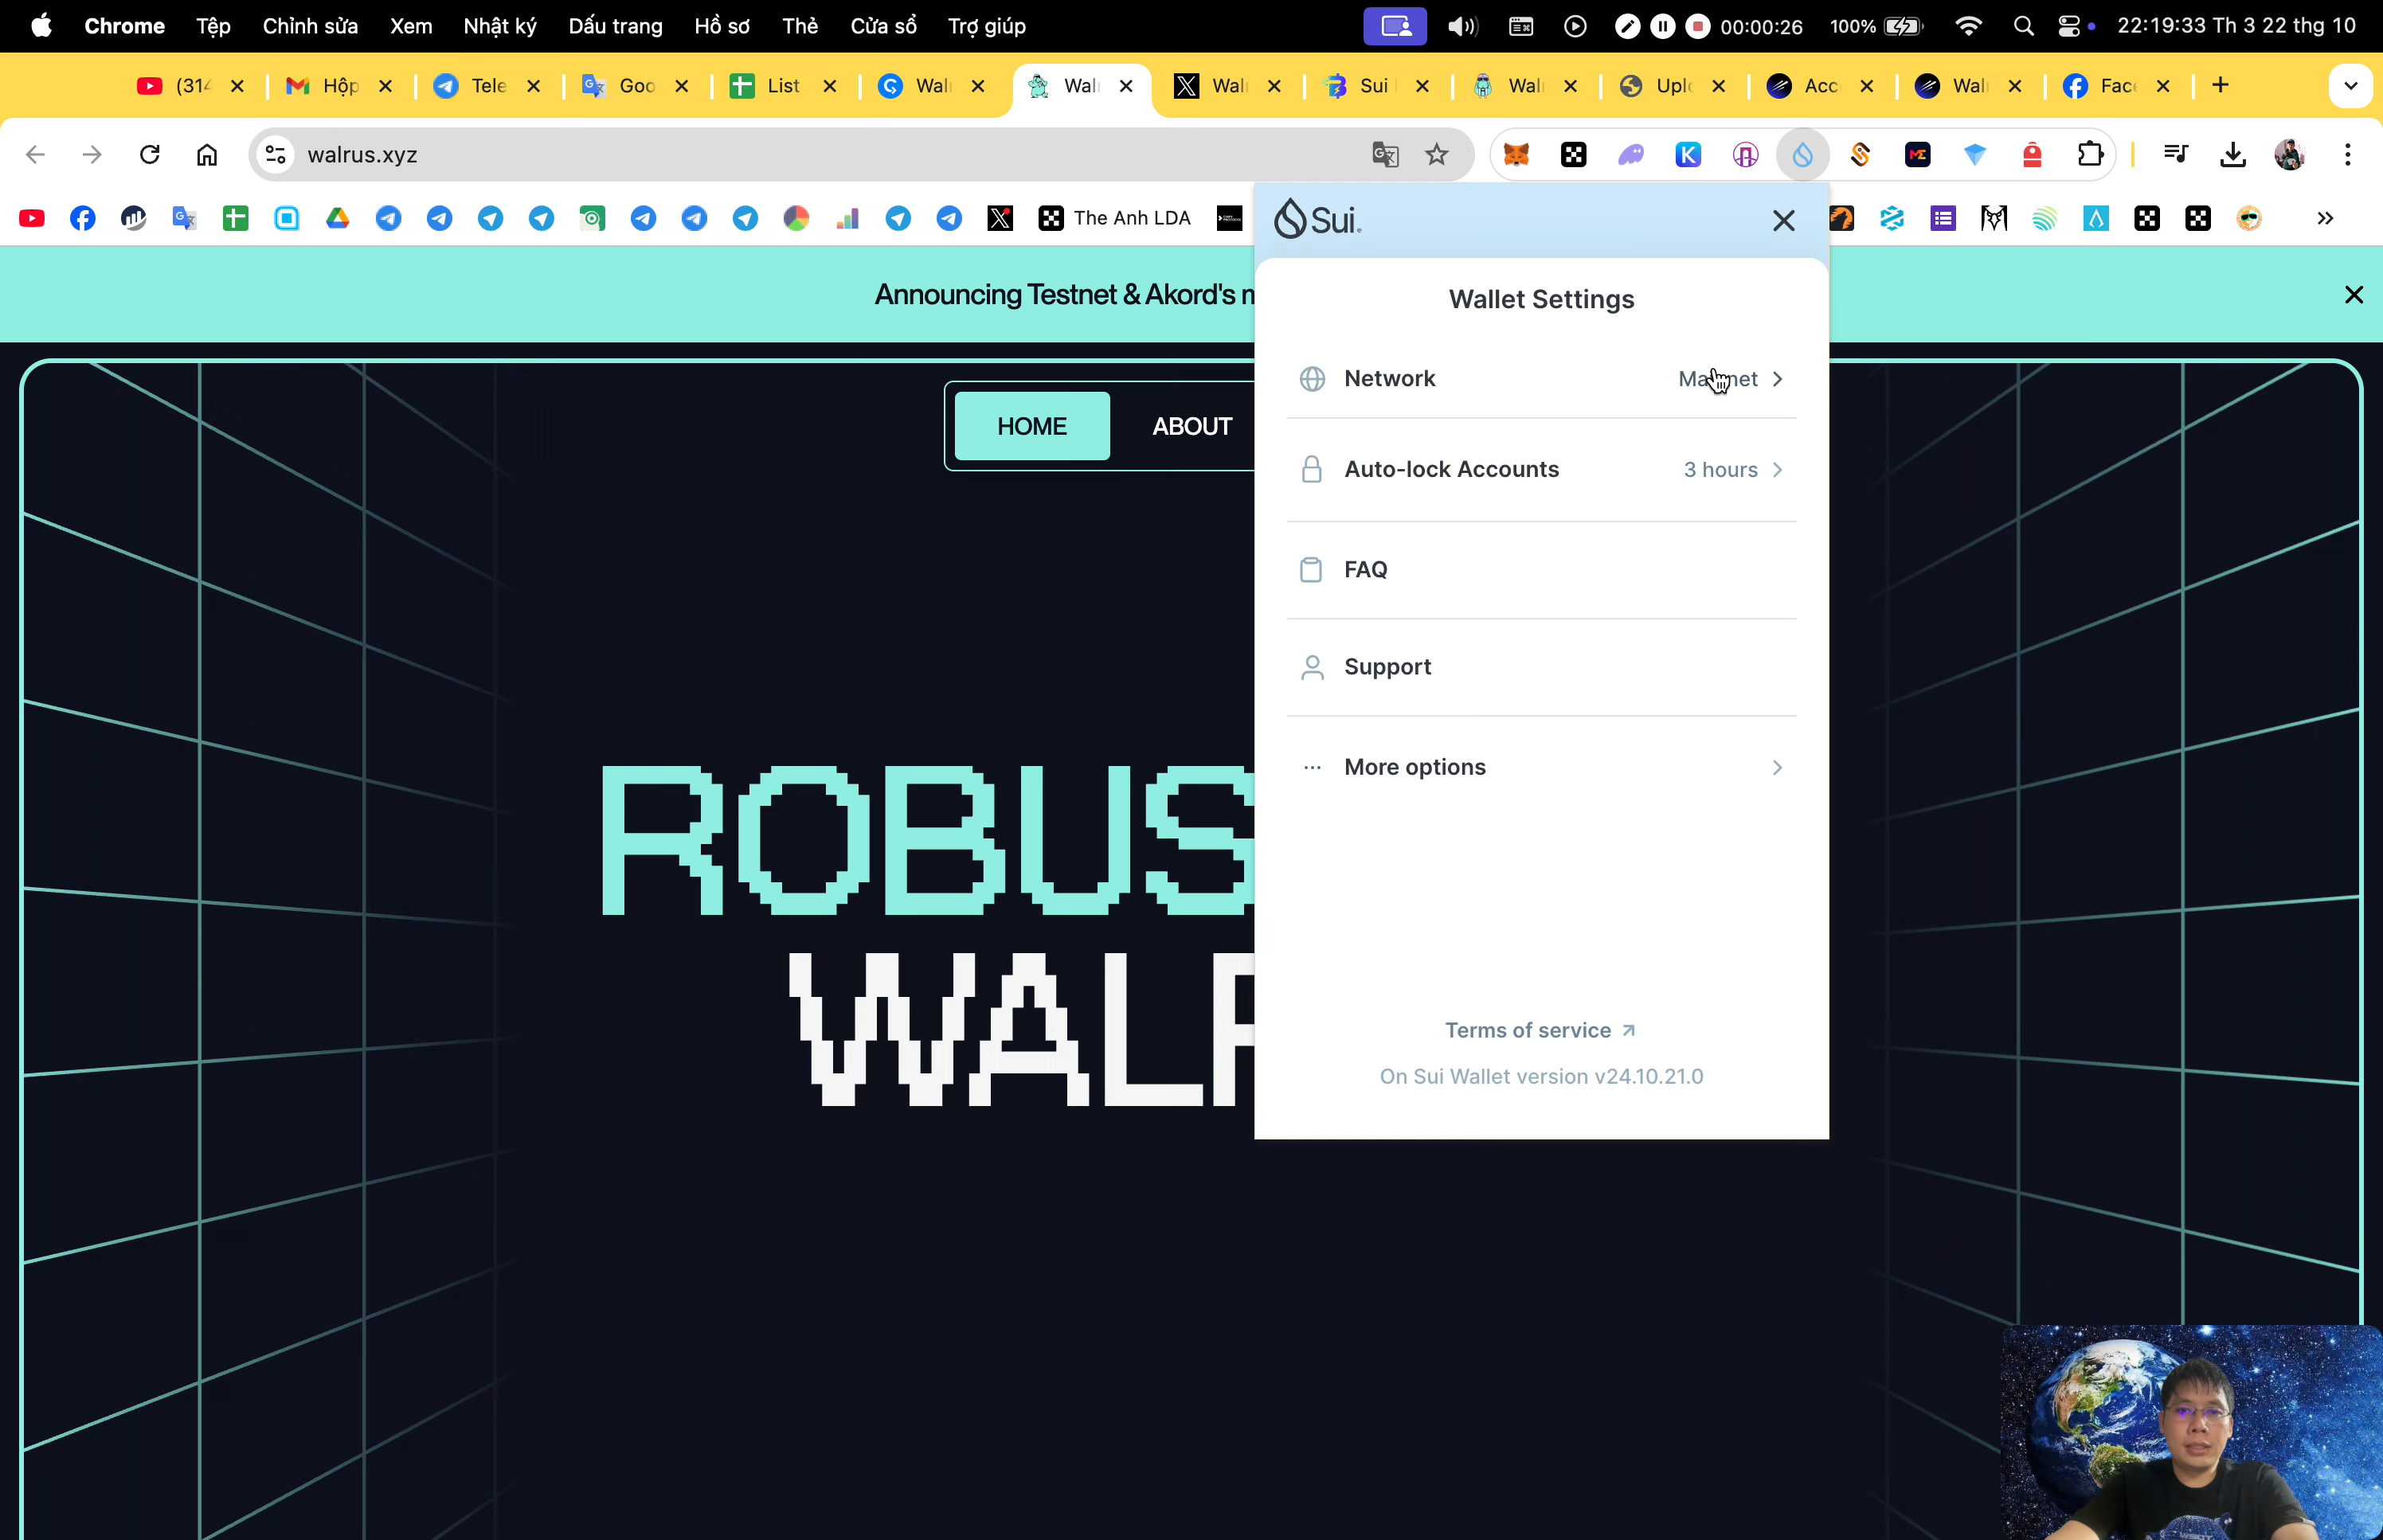 Chrome Tệp Chỉnh sửa Xem Nhật ký Dấu trang Hồ sơ Thẻ Cửa sổ Trợ giúp 00:00:26 100% 22:19:33 Th 3 22 thg 10
(314 Hộp Tele Goo List Wal Wal Wal Sui Wal Uplo Acc Wal Fac
walrus.xyz
The Anh LDA
Sui
Announcing Testnet & Akord's
Wallet Settings
Network
HOME ABOUT
Auto-lock Accounts 3 hours
FAQ
Support
More options
ROBUS
WAL
Terms of service
On Sui Wallet version v24.10.21.0